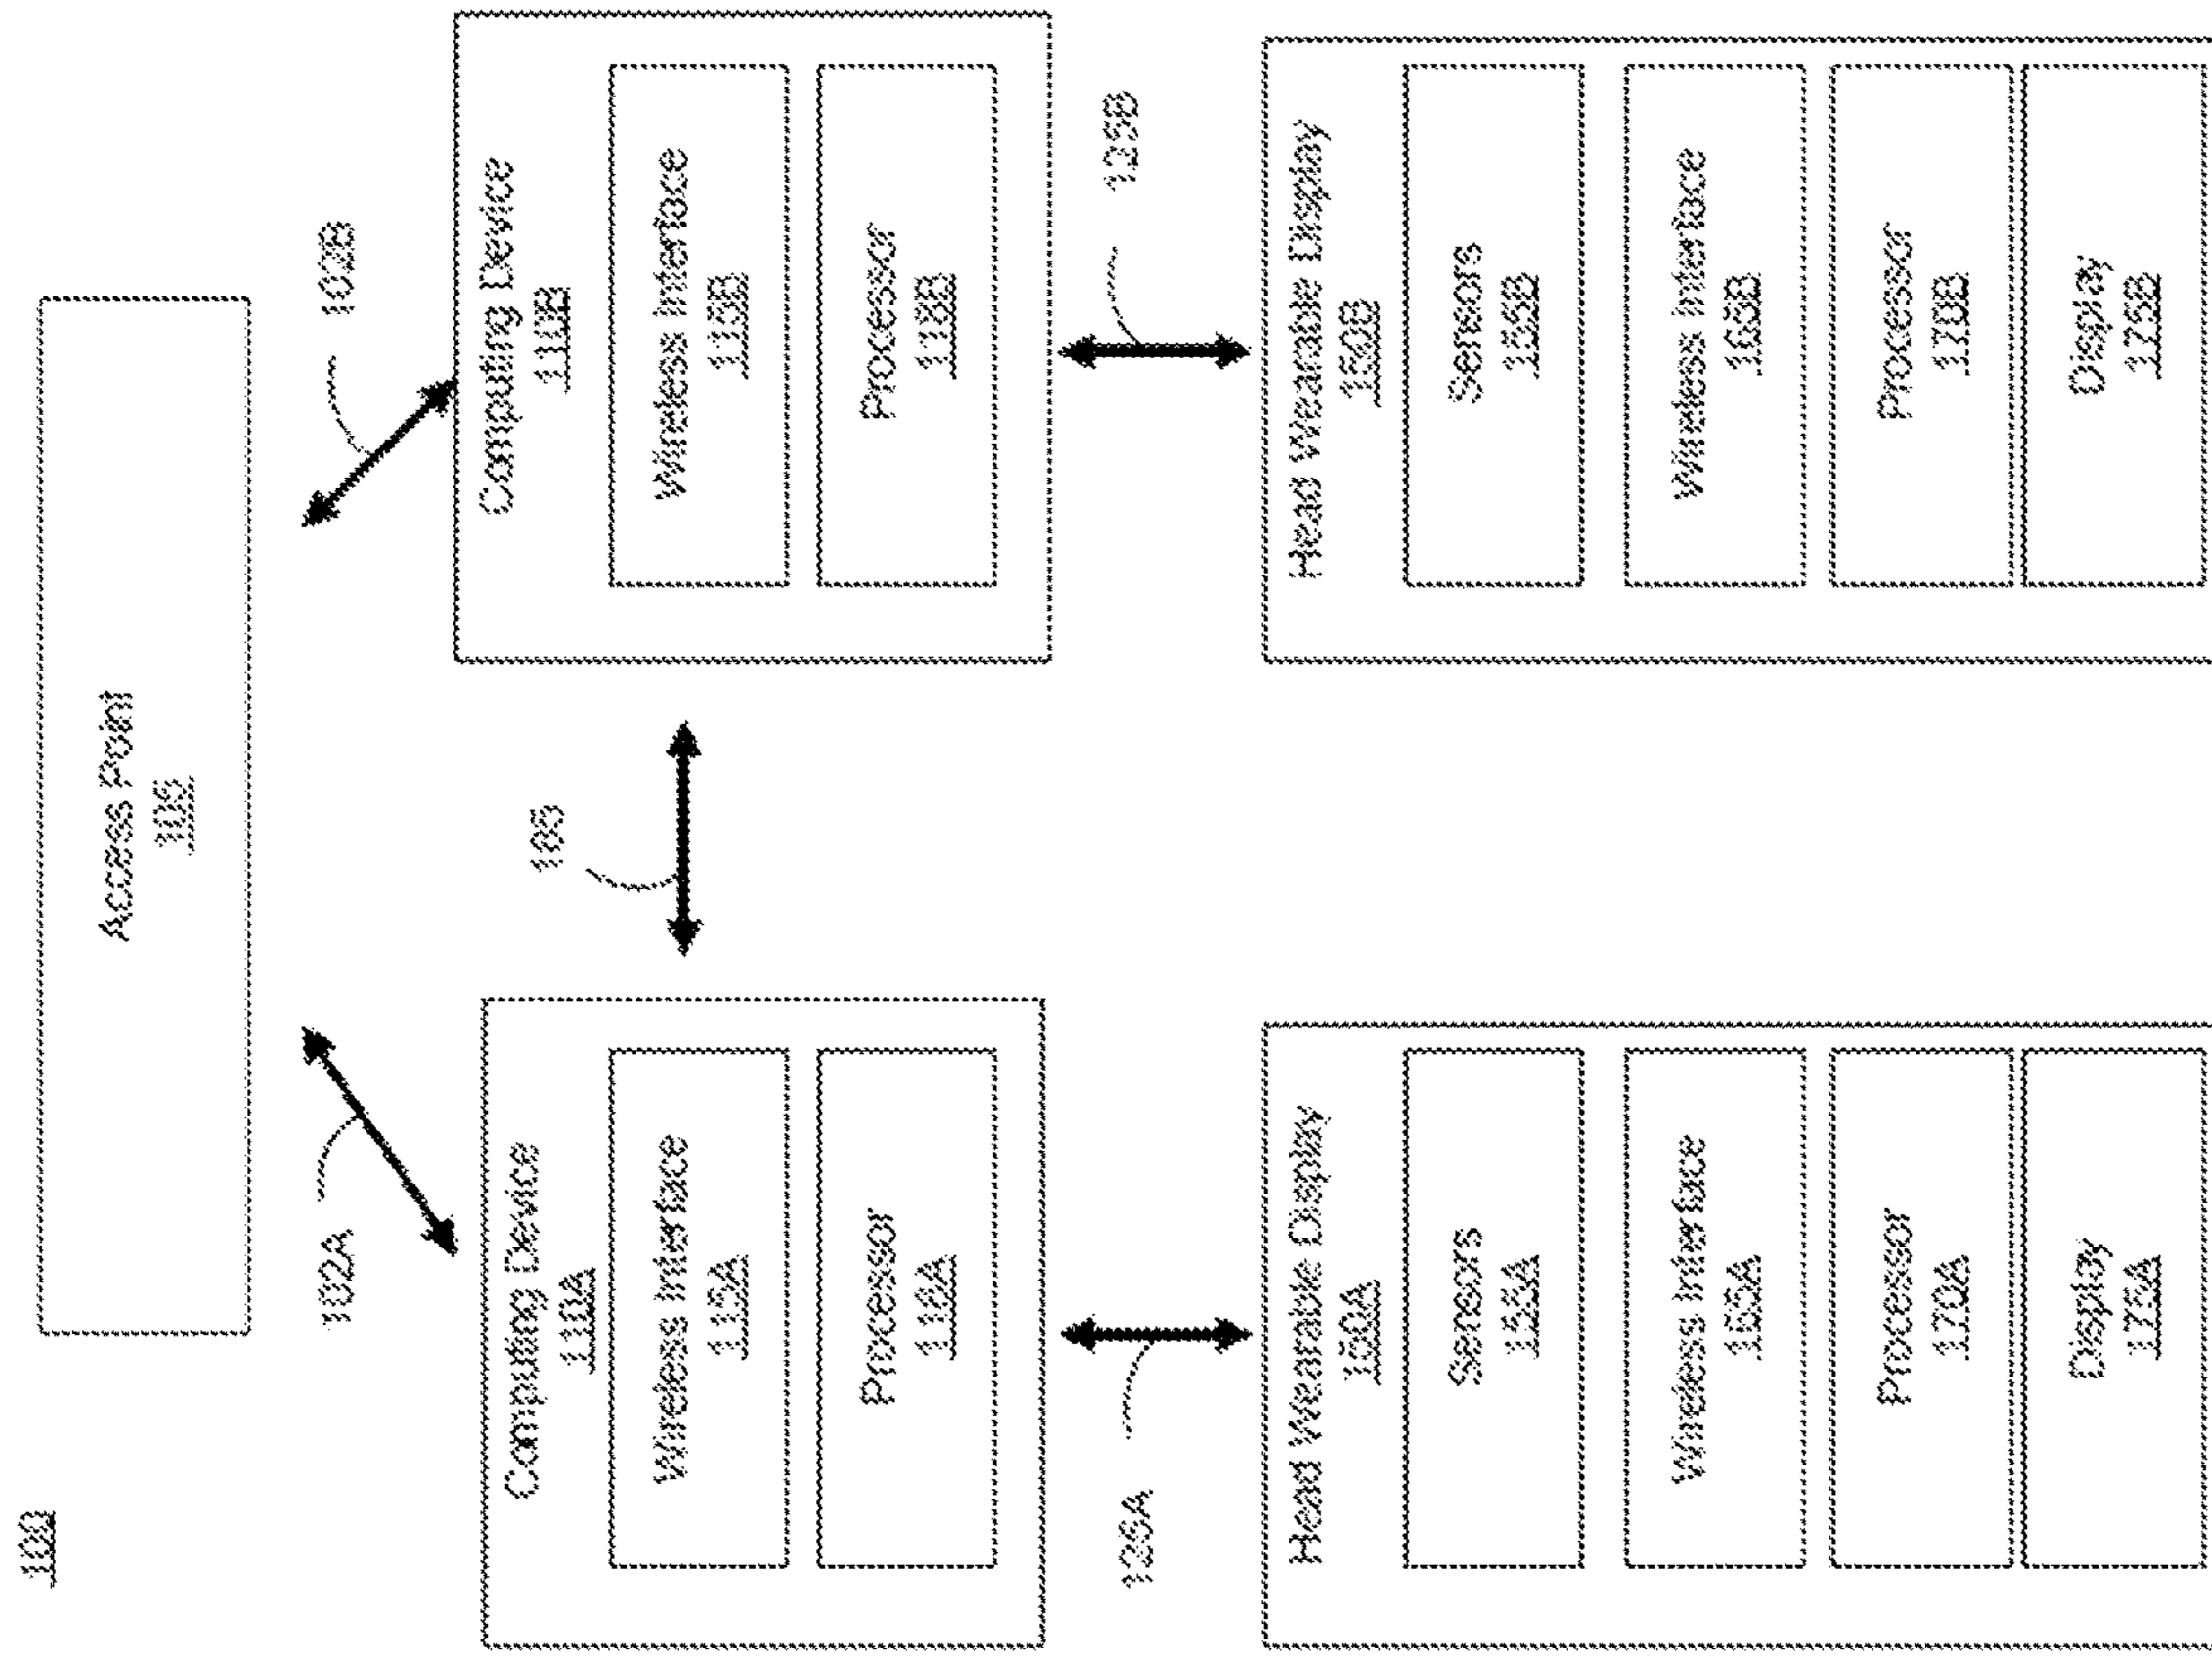 100
Access Point
105
102A
102B
Computing Device
110A
Wireless Interface
115A
Processor
118A
185
Computing Device
110B
Wireless Interface
115B
Processor
118B
125A
125B
Head Wearable Display
150A
Sensors
155A
Wireless Interface
165A
Processor
170A
Display
175A
Head Wearable Display
150B
Sensors
155B
Wireless Interface
165B
Processor
170B
Display
175B